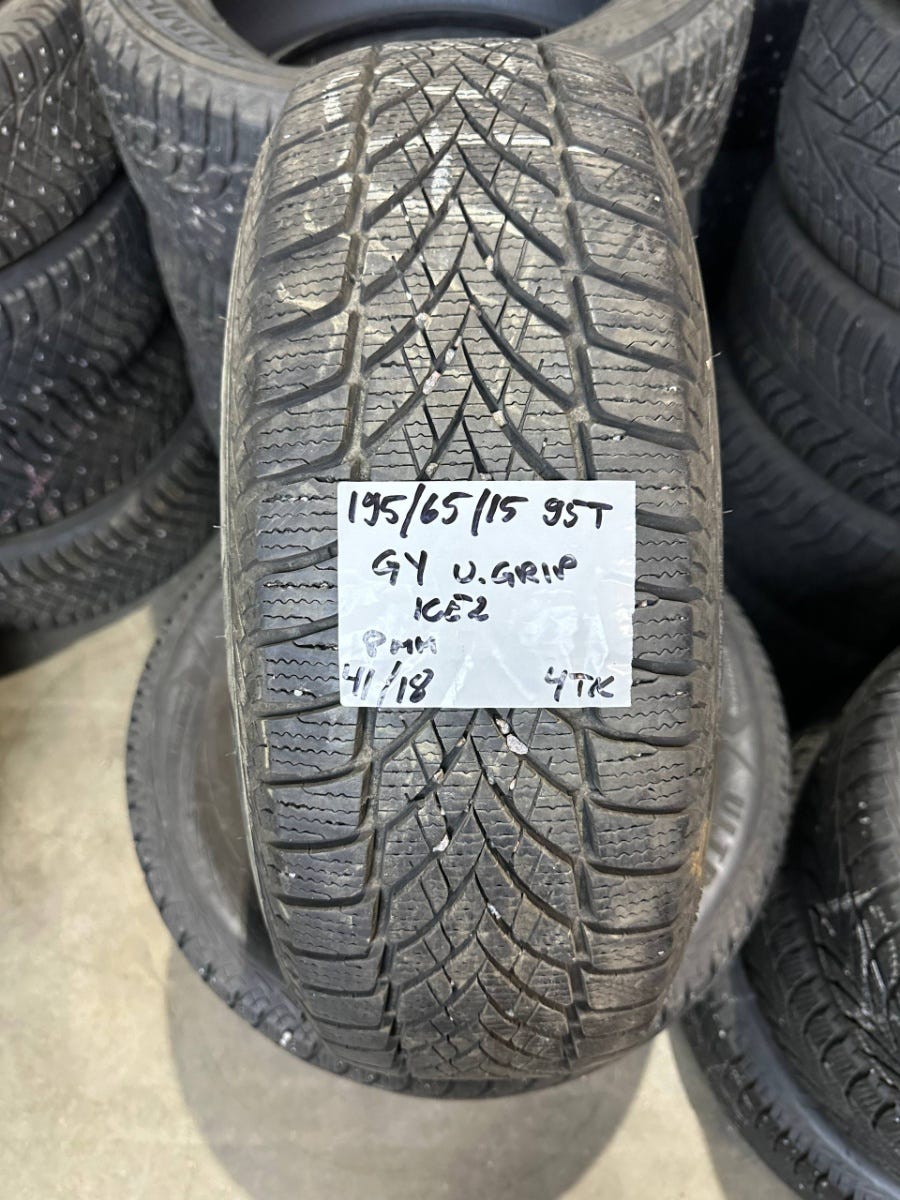 195/65/15 95T
GY U.GRIP
ICE2
8MM
41/18 4TK